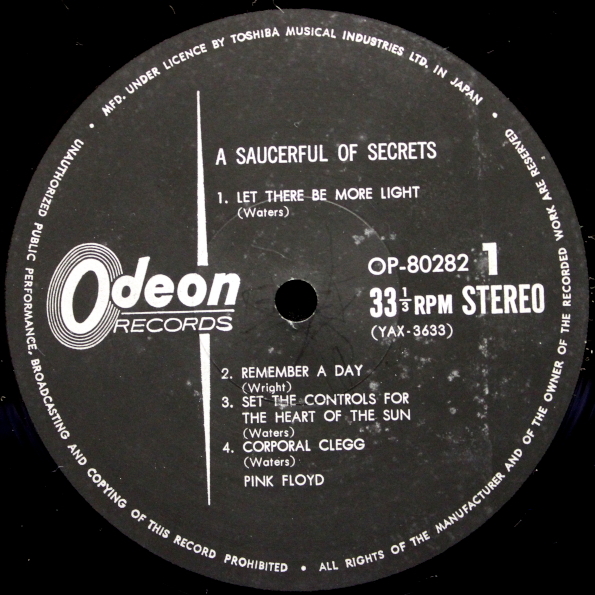 MFD. UNDER LICENCE BY TOSHIBA MUSICAL INDUSTRIES LTD. IN JAPAN
A SAUCERFUL OF SECRETS
1. LET THERE BE MORE LIGHT
(Waters)
Odeon
RECORDS
OP-80282 1
33 1/3 RPM STEREO
(YAX-3633)
2. REMEMBER A DAY
(Wright)
3. SET THE CONTROLS FOR
THE HEART OF THE SUN
(Waters)
4. CORPORAL CLEGG
(Waters)
PINK FLOYD
UNAUTHORIZED PUBLIC PERFORMANCE, BROADCASTING AND COPYING OF THIS RECORD PROHIBITED • ALL RIGHTS OF THE MANUFACTURER AND OF THE OWNER OF THE RECORDED WORK ARE RESERVED